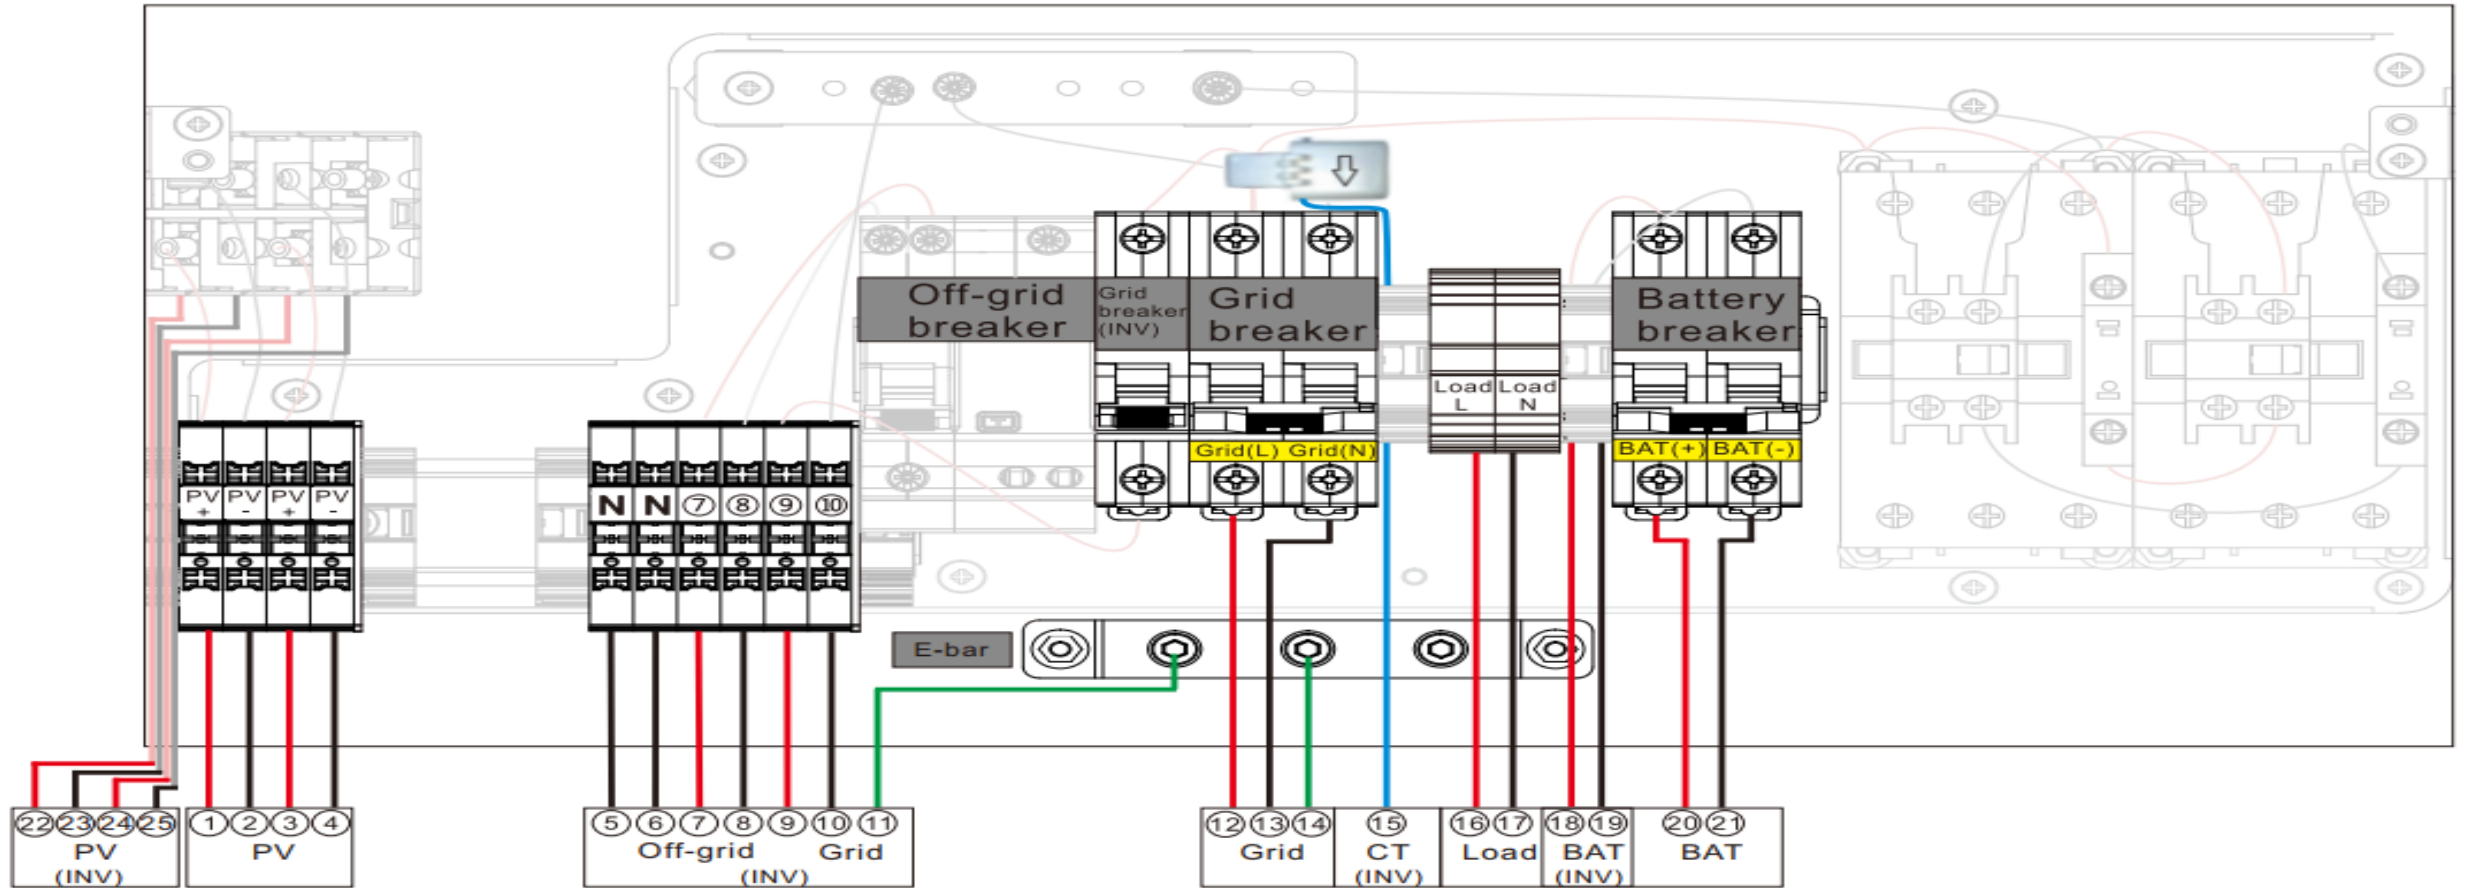 Off-grid
breaker
Grid
breaker
(INV)
Grid
breaker
Battery
breaker
Load
L
Load
N
Grid(L) Grid(N)
BAT(+) BAT(-)
PV
+
PV
-
PV
+
PV
-
N N ⑦ ⑧ ⑨ ⑩
E-bar
㉒ ㉓ ㉔ ㉕
PV
(INV)
① ② ③ ④
PV
⑤ ⑥ ⑦ ⑧ ⑨ ⑩ ⑪
Off-grid Grid
(INV)
⑫ ⑬ ⑭
Grid
⑮
CT
(INV)
⑯ ⑰
Load
⑱ ⑲
BAT
(INV)
⑳ ㉑
BAT